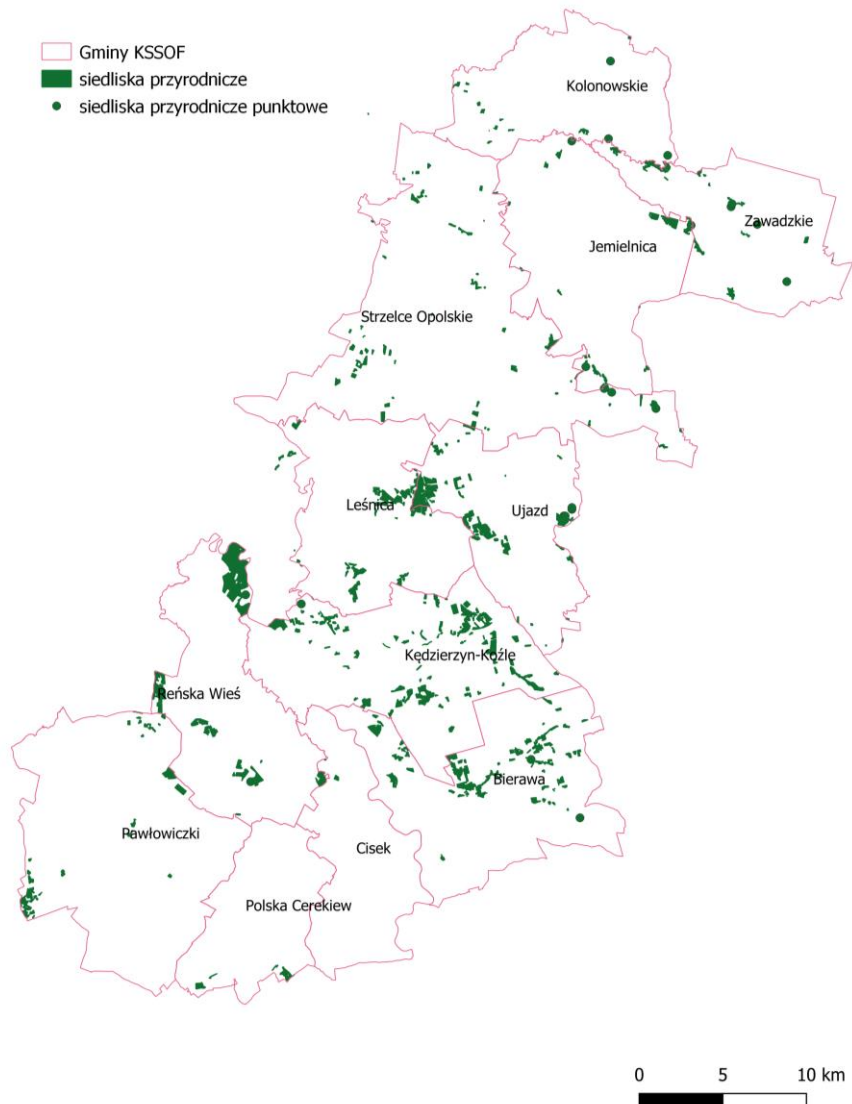 Gminy KSSOF
siedliska przyrodnicze
siedliska przyrodnicze punktowe
Kolonowskie
Zawadzkie
Jemielnica
Strzelce Opolskie
Leśnica
Ujazd
Kędzierzyn-Koźle
Reńska Wieś
Bierawa
Pawłowiczki
Cisek
Polska Cerekiew
0 5 10 km